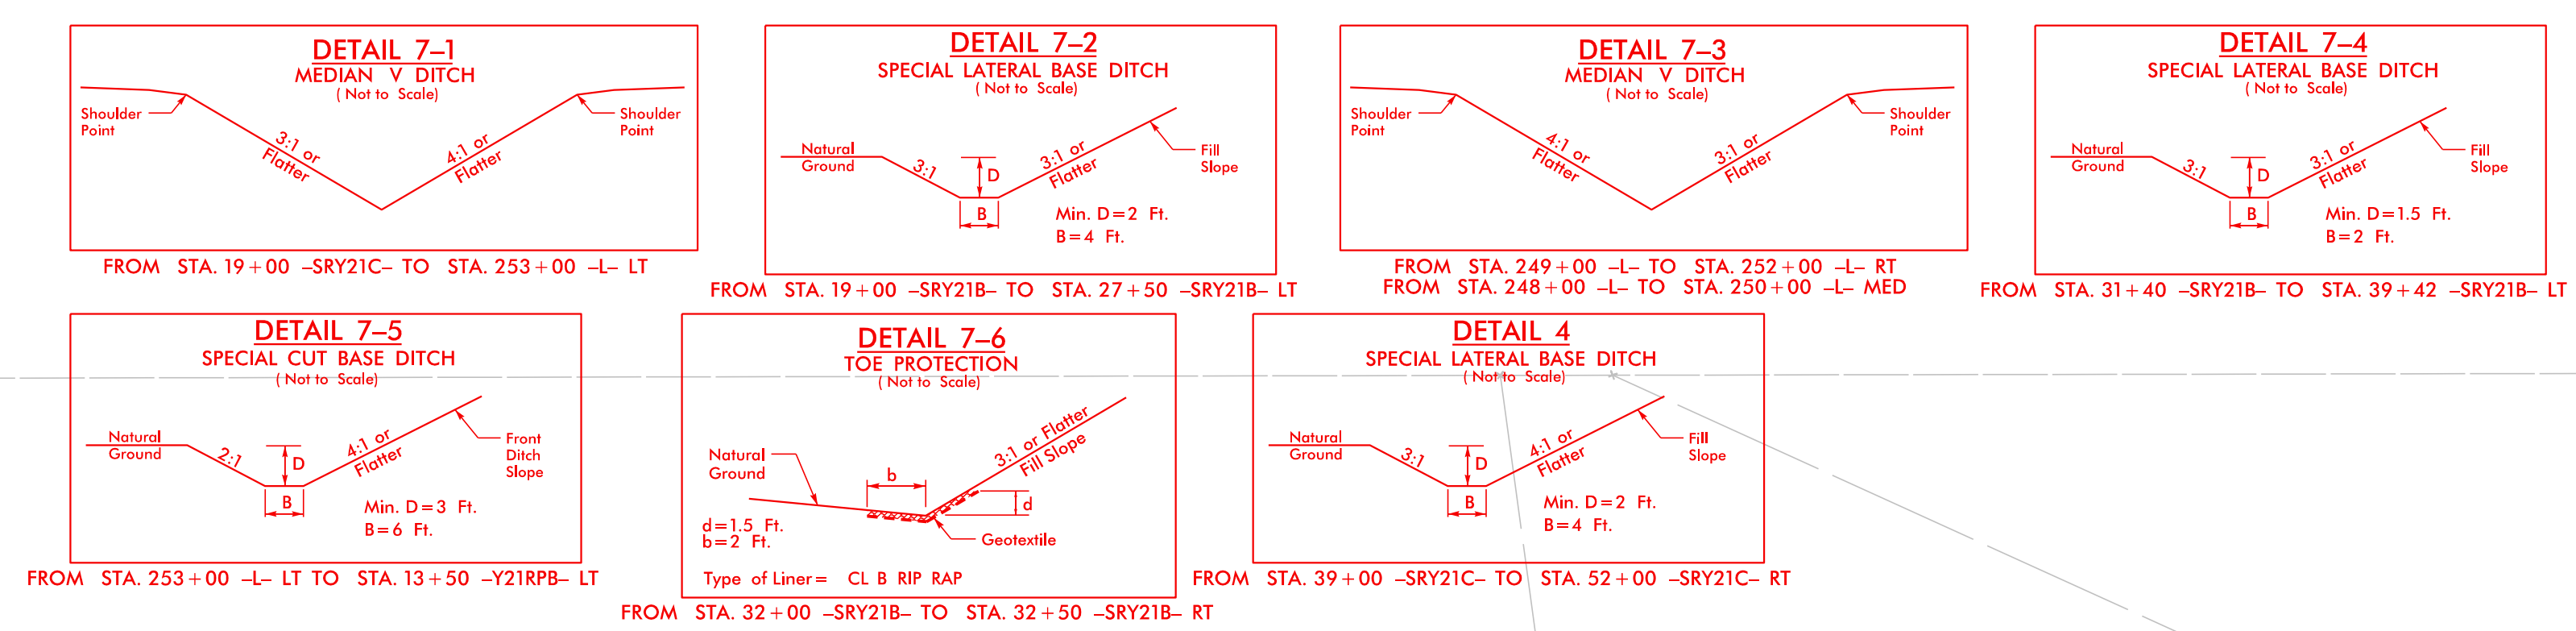 DETAIL 7–1
MEDIAN V DITCH
( Not to Scale)
Shoulder
Point
3:1 or
Flatter
4:1 or
Flatter
Shoulder
Point
FROM STA. 19+00 –SRY21C– TO STA. 253+00 –L– LT
DETAIL 7–2
SPECIAL LATERAL BASE DITCH
( Not to Scale)
Natural
Ground
3:1
D
B
3:1 or
Flatter
Fill
Slope
Min. D=2 Ft.
B=4 Ft.
FROM STA. 19+00 –SRY21B– TO STA. 27+50 –SRY21B– LT
DETAIL 7–3
MEDIAN V DITCH
( Not to Scale)
Shoulder
Point
4:1 or
Flatter
3:1 or
Flatter
Shoulder
Point
FROM STA. 249+00 –L– TO STA. 252+00 –L– RT
FROM STA. 248+00 –L– TO STA. 250+00 –L– MED
DETAIL 7–4
SPECIAL LATERAL BASE DITCH
( Not to Scale)
Natural
Ground
3:1
D
B
3:1 or
Flatter
Fill
Slope
Min. D=1.5 Ft.
B=2 Ft.
FROM STA. 31+40 –SRY21B– TO STA. 39+42 –SRY21B– LT
DETAIL 7–5
SPECIAL CUT BASE DITCH
( Not to Scale)
Natural
Ground
2:1
D
B
4:1 or
Flatter
Front
Ditch
Slope
Min. D=3 Ft.
B=6 Ft.
FROM STA. 253+00 –L– LT TO STA. 13+50 –Y21RPB– LT
DETAIL 7–6
TOE PROTECTION
( Not to Scale)
Natural
Ground
b
3:1 or Flatter
Fill Slope
d
d=1.5 Ft.
b=2 Ft.
Geotextile
Type of Liner= CL B RIP RAP
FROM STA. 32+00 –SRY21B– TO STA. 32+50 –SRY21B– RT
DETAIL 4
SPECIAL LATERAL BASE DITCH
( Not to Scale)
Natural
Ground
3:1
D
B
4:1 or
Flatter
Fill
Slope
Min. D=2 Ft.
B=4 Ft.
FROM STA. 39+00 –SRY21C– TO STA. 52+00 –SRY21C– RT